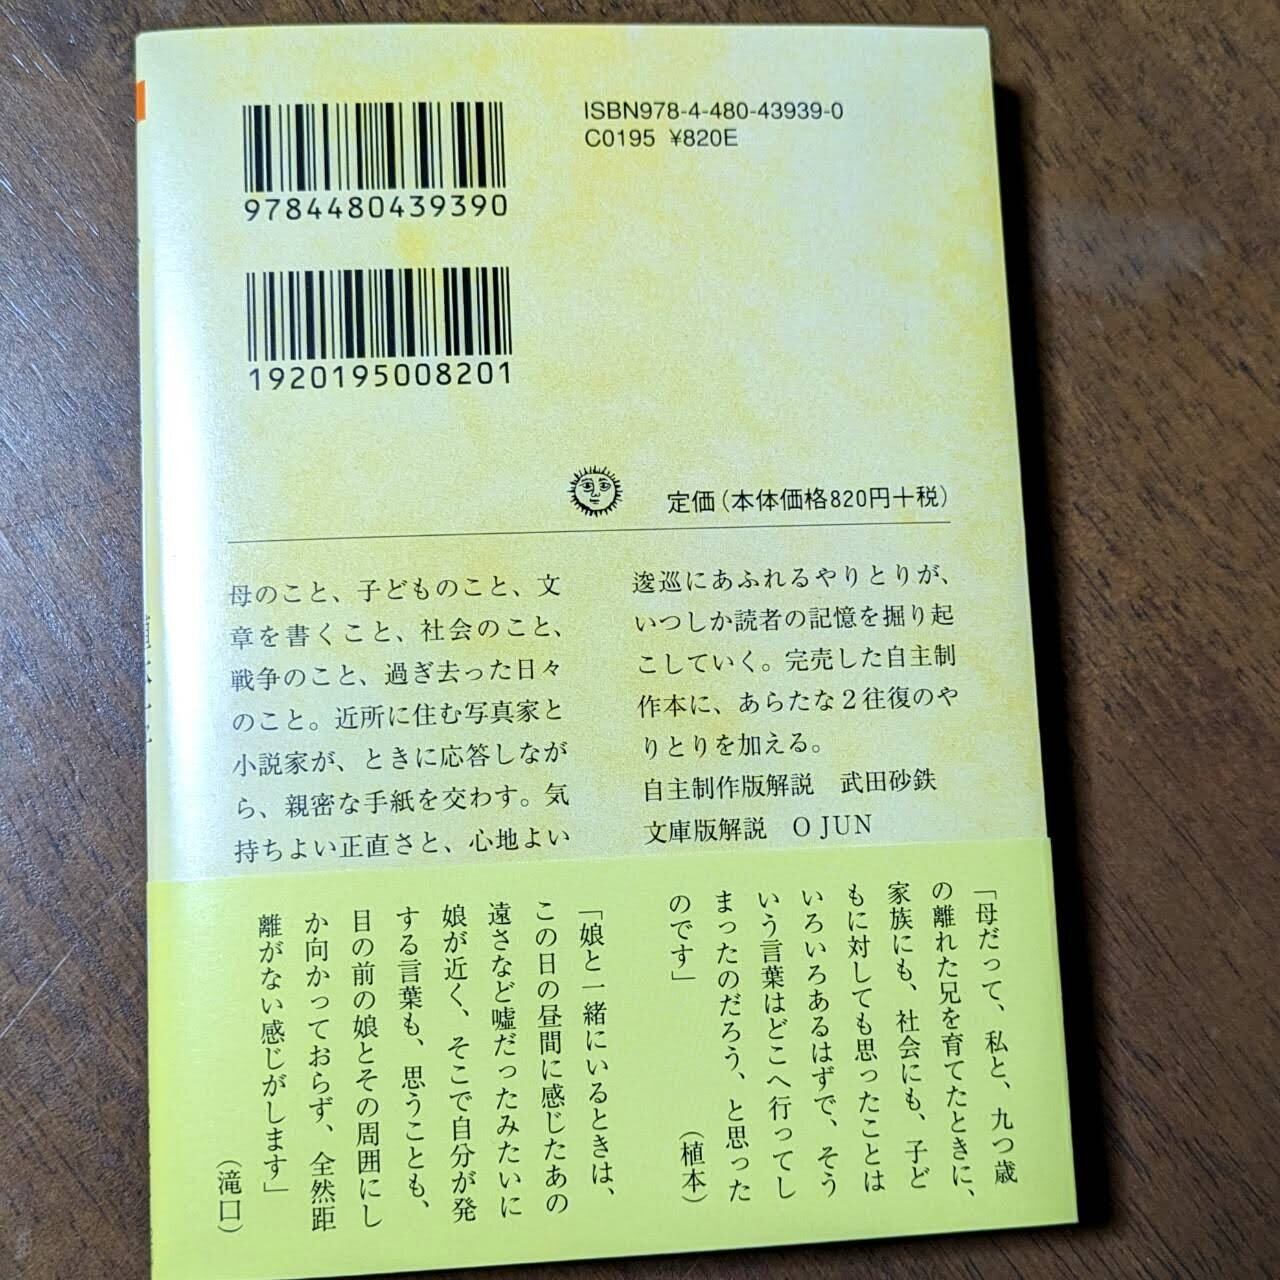 ISBN978-4-480-43939-0
C0195 ¥820E
9784480439390
1920195008201
定価（本体価格820円＋税）
母のこと、子どものこと、文
章を書くこと、社会のこと、
戦争のこと、過ぎ去った日々
のこと。近所に住む写真家と
小説家が、ときに応答しなが
ら、親密な手紙を交わす。気
持ちよい正直さと、心地よい
逡巡にあふれるやりとりが、
いつしか読者の記憶を掘り起
こしていく。完売した自主制
作本に、あらたな２往復のや
りとりを加える。
自主制作版解説　武田砂鉄
文庫版解説　O JUN
「母だって、私と、九つ歳
の離れた兄を育てたときに、
家族にも、社会にも、子ど
もに対しても思ったことは
いろいろあるはずで、そう
いう言葉はどこへ行ってし
まったのだろう、と思った
のです」
（植本）
「娘と一緒にいるときは、
この日の昼間に感じたあの
遠さなど嘘だったみたいに
娘が近く、そこで自分が発
する言葉も、思うことも、
目の前の娘とその周囲にし
か向かっておらず、全然距
離がない感じがします」
（滝口）